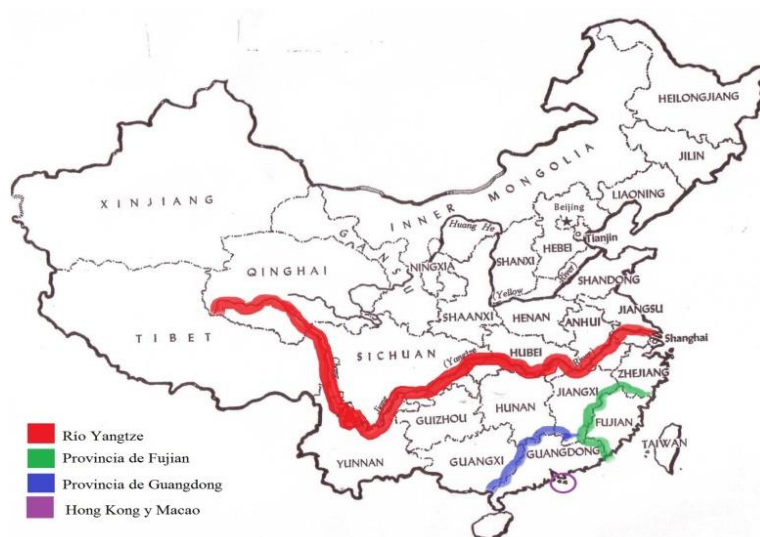 HEILONGJIANG
JILIN
LIAONING
INNER MONGOLIA
XINJIANG
Beijing
Tianjin
HEBEI
Huang He
GANSU
NINGXIA
SHANXI
QINGHAI
SHANDONG
(Yellow
River)
SHAANXI
HENAN
ANHUI
JIANGSU
TIBET
Shanghai
SICHUAN
(Yangtze
HUBEI
ZHEJIANG
JIANGXI
HUNAN
GUIZHOU
FUJIAN
TAIWAN
YUNNAN
GUANGXI
GUANGDONG
Río Yangtze
Provincia de Fujian
Provincia de Guangdong
Hong Kong y Macao